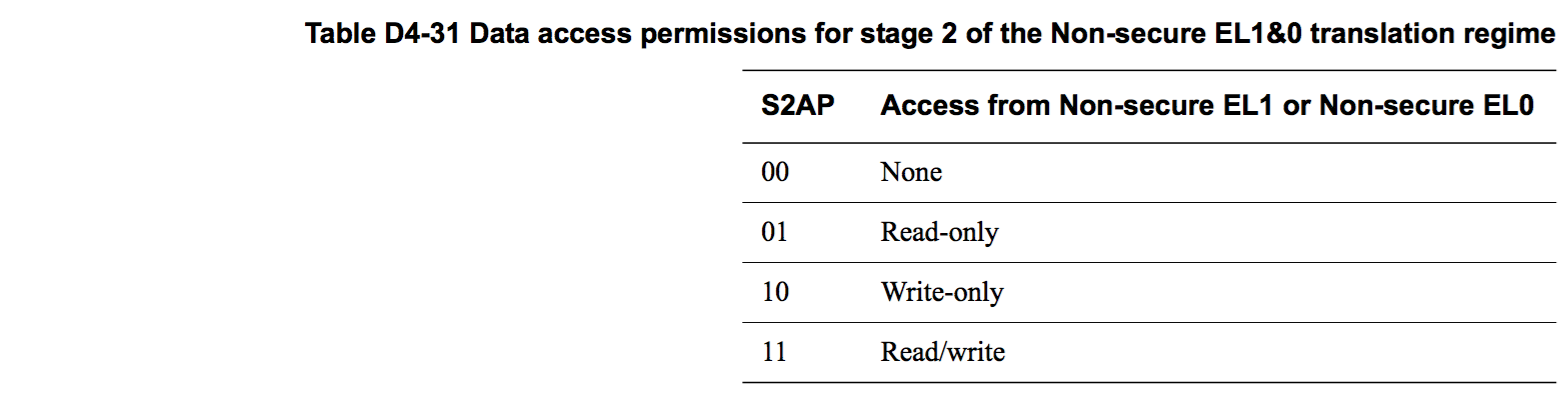 Table D4-31 Data access permissions for stage 2 of the Non-secure EL1&0 translation regime
S2AP Access from Non-secure EL1 or Non-secure EL0
00 None
01 Read-only
10 Write-only
11 Read/write